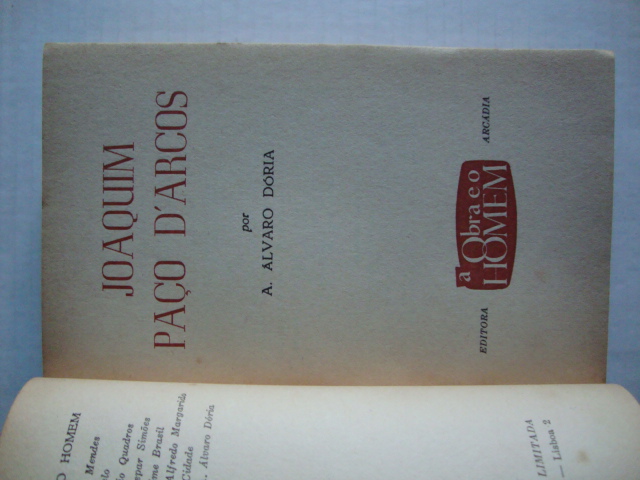 JOAQUIM
PAÇO D'ARCOS
por
A. ALVARO DÓRIA
a Obra e o
HOMEM
EDITORA ARCÁDIA
O HOMEM
Mendes
Quadros
Simões
Brasil
Alfredo Margarido
Cidade
Alvaro Dória
LIMITADA
— Lisboa 2